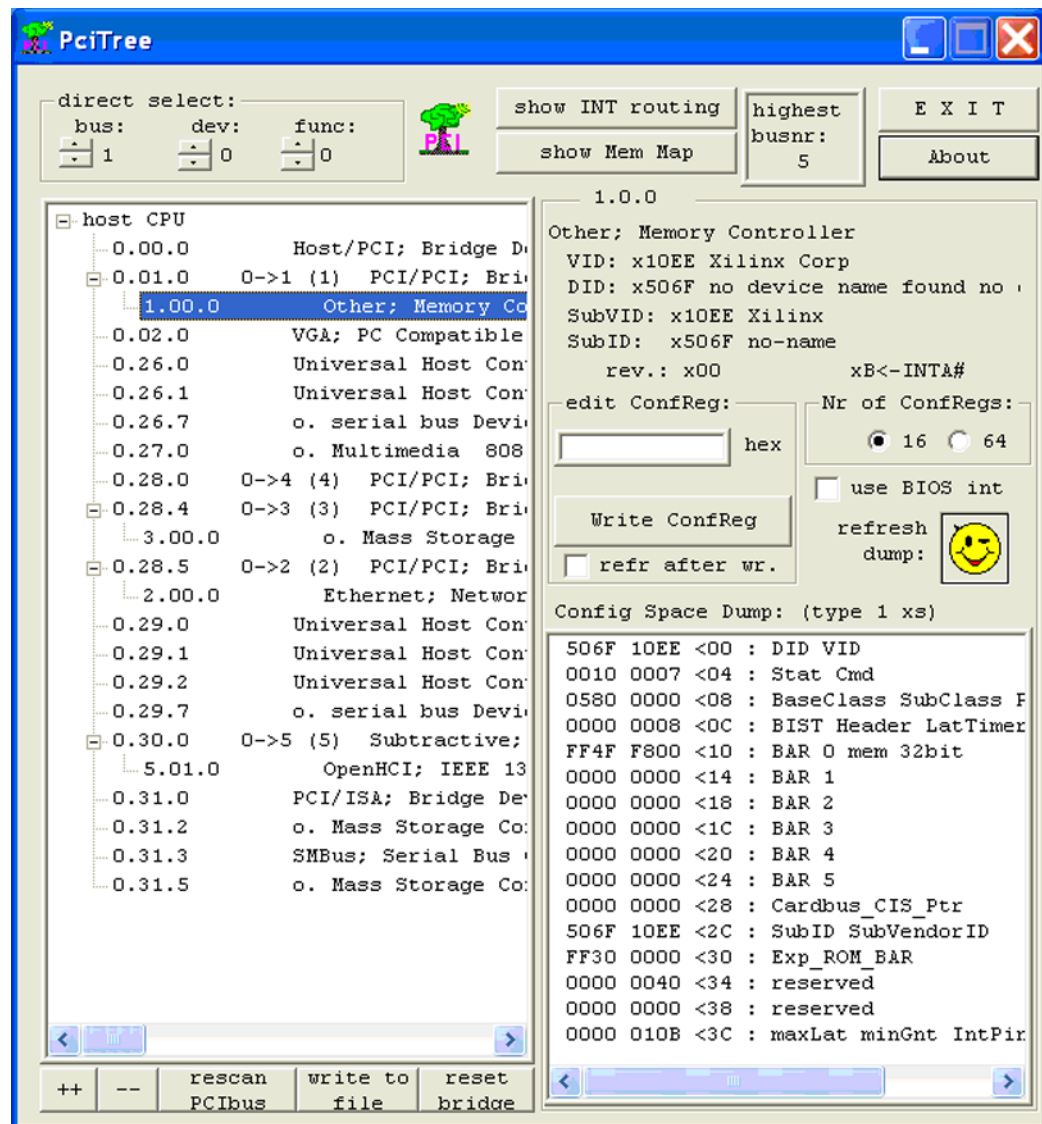 PciTree
direct select:
bus: dev: func:
1 0 0
PCI
show INT routing
show Mem Map
highest
busnr:
5
E X I T
About
host CPU
0.00.0 Host/PCI; Bridge D
0.01.0 0->1 (1) PCI/PCI; Bri
1.00.0 Other; Memory Co
0.02.0 VGA; PC Compatible
0.26.0 Universal Host Con
0.26.1 Universal Host Con
0.26.7 o. serial bus Devi
0.27.0 o. Multimedia 808
0.28.0 0->4 (4) PCI/PCI; Bri
0.28.4 0->3 (3) PCI/PCI; Bri
3.00.0 o. Mass Storage
0.28.5 0->2 (2) PCI/PCI; Bri
2.00.0 Ethernet; Networ
0.29.0 Universal Host Con
0.29.1 Universal Host Con
0.29.2 Universal Host Con
0.29.7 o. serial bus Devi
0.30.0 0->5 (5) Subtractive;
5.01.0 OpenHCI; IEEE 13
0.31.0 PCI/ISA; Bridge De
0.31.2 o. Mass Storage Co
0.31.3 SMBus; Serial Bus
0.31.5 o. Mass Storage Co
++
--
rescan
PCIbus
write to
file
reset
bridge
1.0.0
Other; Memory Controller
VID: x10EE Xilinx Corp
DID: x506F no device name found no
SubVID: x10EE Xilinx
SubID: x506F no-name
rev.: x00 xB<-INTA#
edit ConfReg:
hex
Write ConfReg
refr after wr.
Nr of ConfRegs:
16 64
use BIOS int
refresh
dump:
Config Space Dump: (type 1 xs)
506F 10EE <00 : DID VID
0010 0007 <04 : Stat Cmd
0580 0000 <08 : BaseClass SubClass P
0000 0008 <0C : BIST Header LatTimer
FF4F F800 <10 : BAR 0 mem 32bit
0000 0000 <14 : BAR 1
0000 0000 <18 : BAR 2
0000 0000 <1C : BAR 3
0000 0000 <20 : BAR 4
0000 0000 <24 : BAR 5
0000 0000 <28 : Cardbus_CIS_Ptr
506F 10EE <2C : SubID SubVendorID
FF30 0000 <30 : Exp_ROM_BAR
0000 0040 <34 : reserved
0000 0000 <38 : reserved
0000 010B <3C : maxLat minGnt IntPin